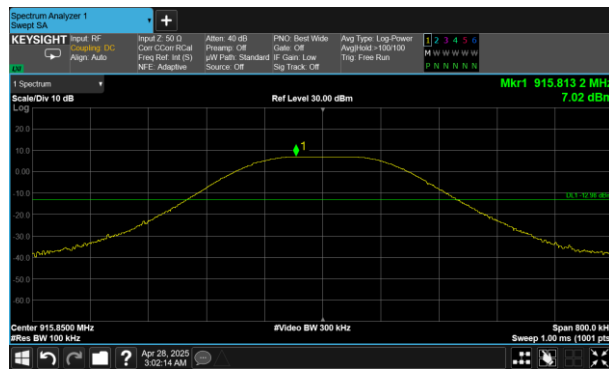 Spectrum Analyzer 1
Swept SA
+
KEYSIGHT
Input: RF
Coupling: DC
Align: Auto
Input Z: 50 Ω
Corr CCorr RCal
Freq Ref: Int (S)
NFE: Adaptive
Atten: 40 dB
Preamp: Off
µW Path: Standard
Source: Off
PNO: Best Wide
Gate: Off
IF Gain: Low
Sig Track: Off
Avg Type: Log-Power
Avg|Hold:>100/100
Trig: Free Run
1 2 3 4 5 6
M W W W W W
P N N N N N
1 Spectrum
Scale/Div 10 dB
Ref Level 30.00 dBm
Mkr1 915.813 2 MHz
7.02 dBm
Log
20.0
10.0
0.00
-10.0
-20.0
-30.0
-40.0
-50.0
-60.0
1
DL1 -12.98 dBm
Center 915.8500 MHz
#Res BW 100 kHz
#Video BW 300 kHz
Span 800.0 kHz
Sweep 1.00 ms (1001 pts)
?
Apr 28, 2025
3:02:14 AM